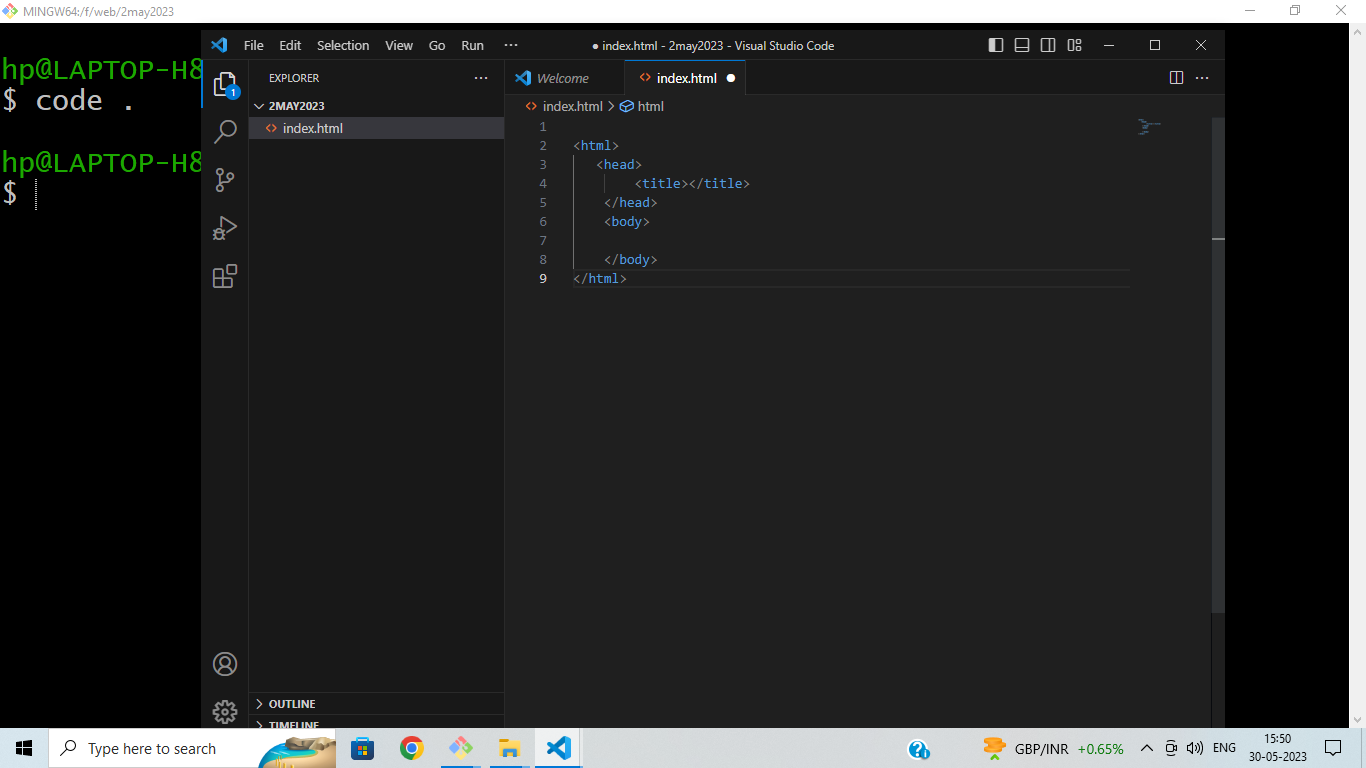 MINGW64:/f/web/2may2023
hp@LAPTOP-H8
$ code .
hp@LAPTOP-H8
$
File Edit Selection View Go Run ··· ● index.html - 2may2023 - Visual Studio Code
EXPLORER ···
2MAY2023
index.html
1
OUTLINE
TIMELINE
Welcome
index.html ●
index.html > html
1
2 <html>
3 <head>
4 <title></title>
5 </head>
6 <body>
7
8 </body>
9 </html>
Type here to search
GBP/INR +0.65%
ENG
15:50
30-05-2023